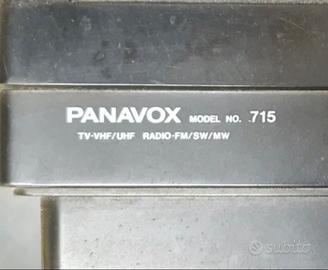 PANAVOX MODEL NO. 715
TV-VHF/UHF RADIO-FM/SW/MW
subito